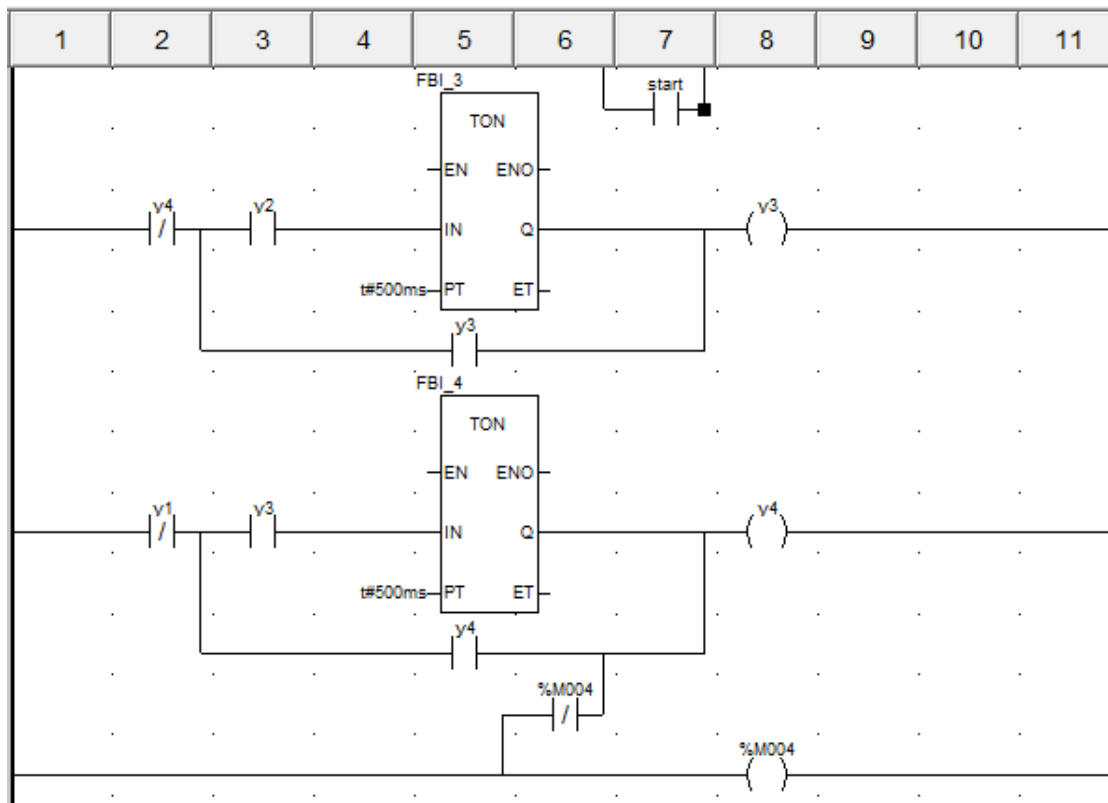 1 2 3 4 5 6 7 8 9 10 11
FBI_3
start
TON
EN ENO
y4 y2 y3
/
IN Q
t#500ms PT ET
y3
FBI_4
TON
EN ENO
y1 y3 y4
/
IN Q
t#500ms PT ET
y4
%M004
/
%M004